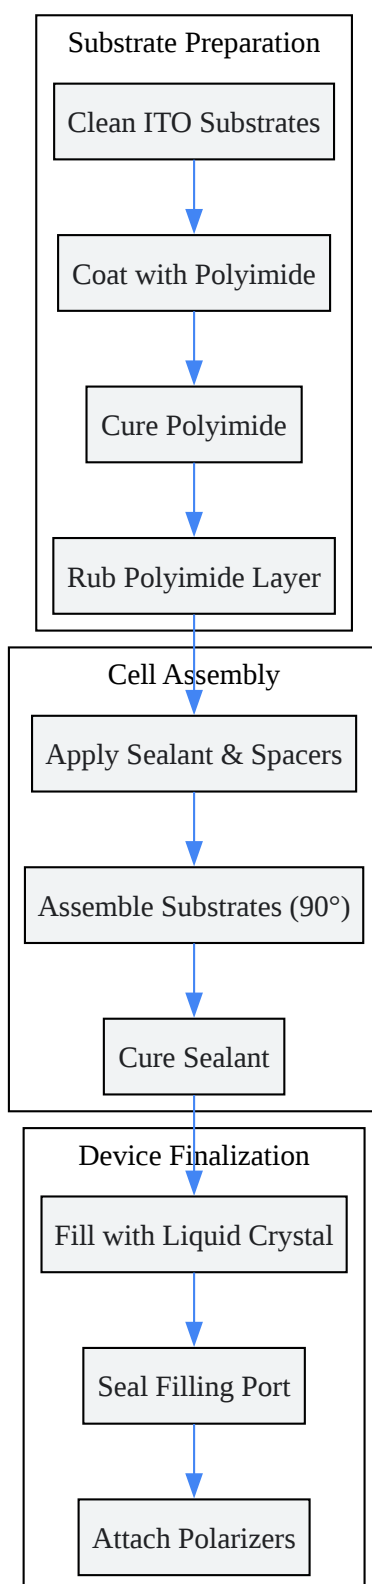 Substrate Preparation
Clean ITO Substrates
Coat with Polyimide
Cure Polyimide
Rub Polyimide Layer
Cell Assembly
Apply Sealant & Spacers
Assemble Substrates (90°)
Cure Sealant
Device Finalization
Fill with Liquid Crystal
Seal Filling Port
Attach Polarizers